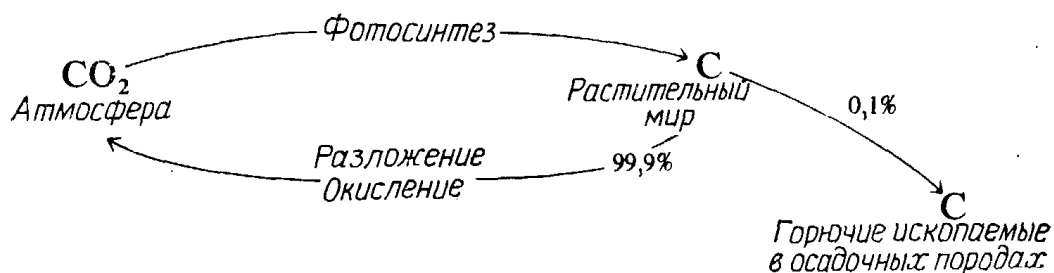 Фотосинтез
CO₂
Атмосфера
C
Растительный
мир
0,1%
99,9%
Разложение
Окисление
C
Горючие ископаемые
в осадочных породах